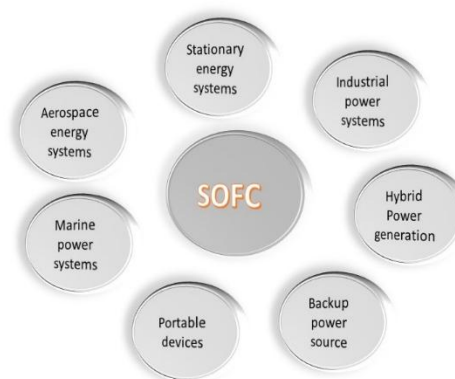 Stationary
energy
systems
Industrial
power
systems
Aerospace
energy
systems
SOFC
Hybrid
Power
generation
Marine
power
systems
Backup
power
source
Portable
devices